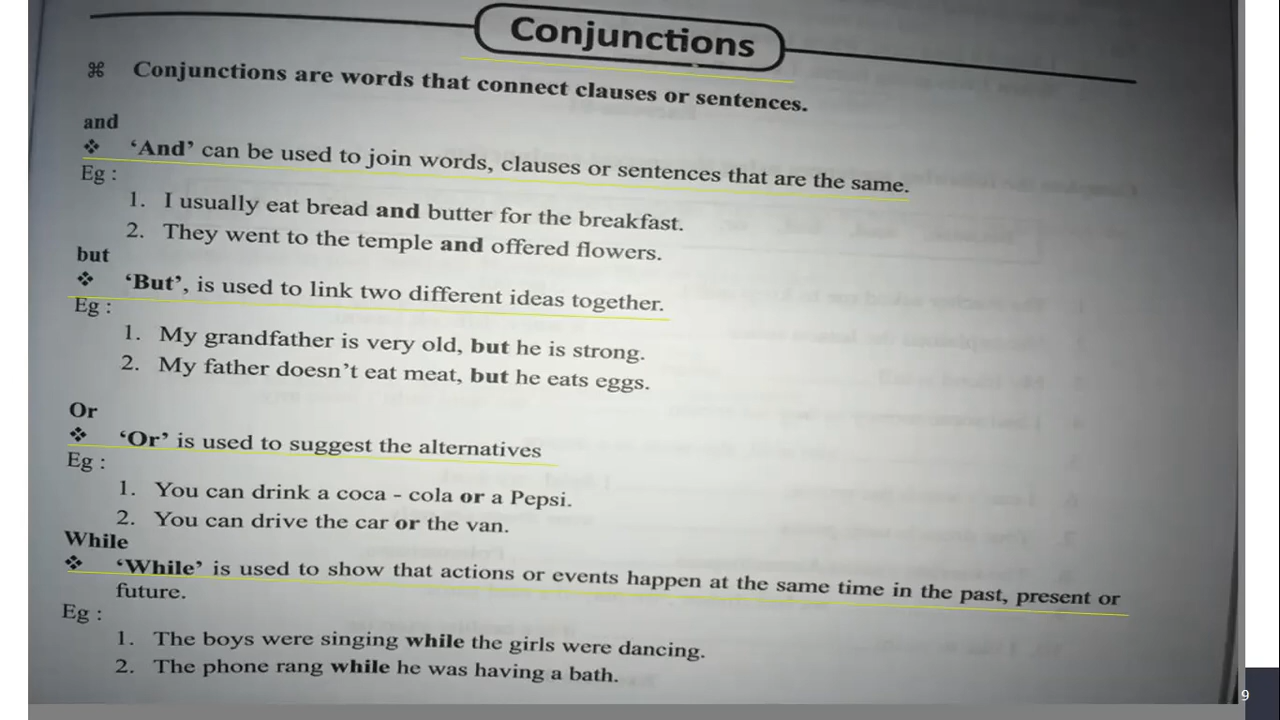 Conjunctions
⌘ Conjunctions are words that connect clauses or sentences.
and
❖ ‘And’ can be used to join words, clauses or sentences that are the same.
Eg :
1. I usually eat bread and butter for the breakfast.
2. They went to the temple and offered flowers.
but
❖ ‘But’, is used to link two different ideas together.
Eg :
1. My grandfather is very old, but he is strong.
2. My father doesn’t eat meat, but he eats eggs.
Or
❖ ‘Or’ is used to suggest the alternatives
Eg :
1. You can drink a coca - cola or a Pepsi.
2. You can drive the car or the van.
While
❖ ‘While’ is used to show that actions or events happen at the same time in the past, present or
future.
Eg :
1. The boys were singing while the girls were dancing.
2. The phone rang while he was having a bath.
9